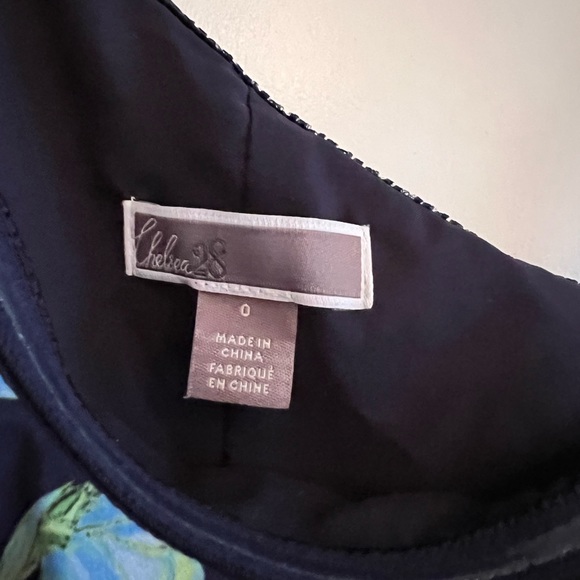 Chelsea28
0
MADE IN
CHINA
FABRIQUÉ
EN CHINE